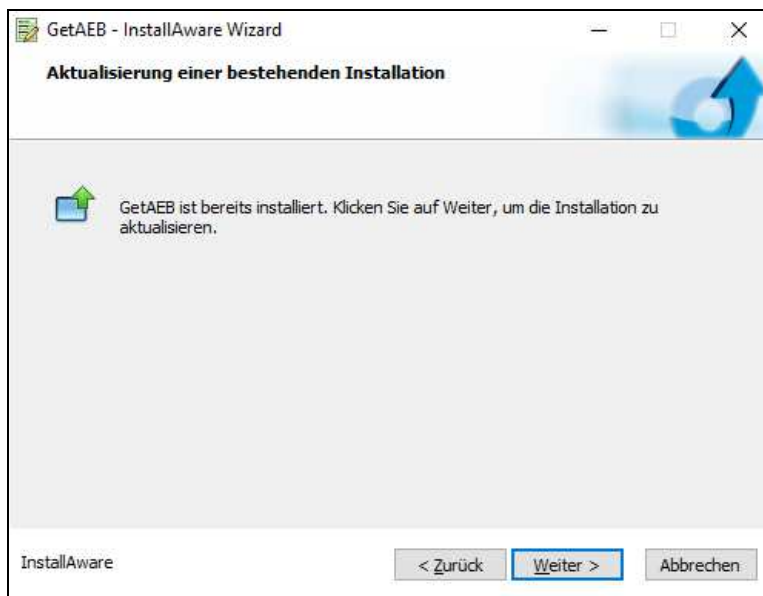 GetAEB - InstallAware Wizard
Aktualisierung einer bestehenden Installation
GetAEB ist bereits installiert. Klicken Sie auf Weiter, um die Installation zu
aktualisieren.
InstallAware
< Zurück
Weiter >
Abbrechen